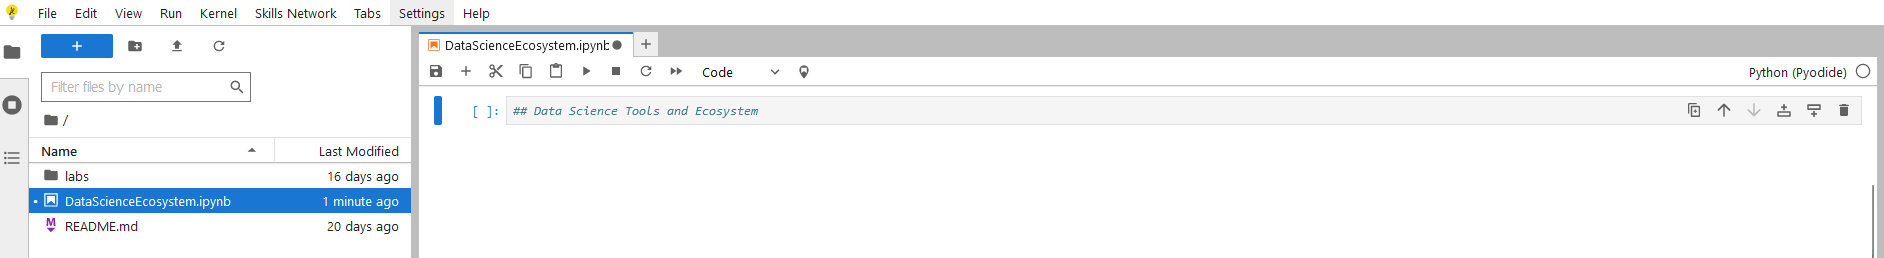 File Edit View Run Kernel Skills Network Tabs Settings Help
DataScienceEcosystem.ipynb
Code
Python (Pyodide)
Filter files by name
/
Name Last Modified
labs 16 days ago
DataScienceEcosystem.ipynb 1 minute ago
README.md 20 days ago
[ ]: ## Data Science Tools and Ecosystem